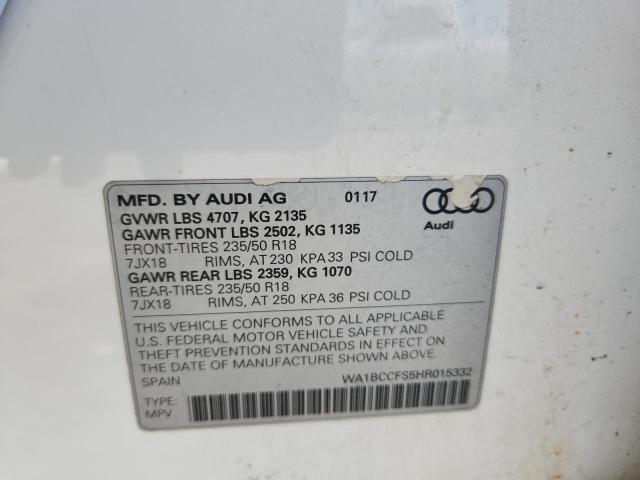 MFD. BY AUDI AG 0117
GVWR LBS 4707, KG 2135
GAWR FRONT LBS 2502, KG 1135
Audi
FRONT-TIRES 235/50 R18
7JX18 RIMS, AT 230 KPA 33 PSI COLD
GAWR REAR LBS 2359, KG 1070
REAR-TIRES 235/50 R18
7JX18 RIMS, AT 250 KPA 36 PSI COLD
THIS VEHICLE CONFORMS TO ALL APPLICABLE
U.S. FEDERAL MOTOR VEHICLE SAFETY AND
THEFT PREVENTION STANDARDS IN EFFECT ON
THE DATE OF MANUFACTURE SHOWN ABOVE.
SPAIN WA1BCCFS5HR015332
TYPE:
MPV